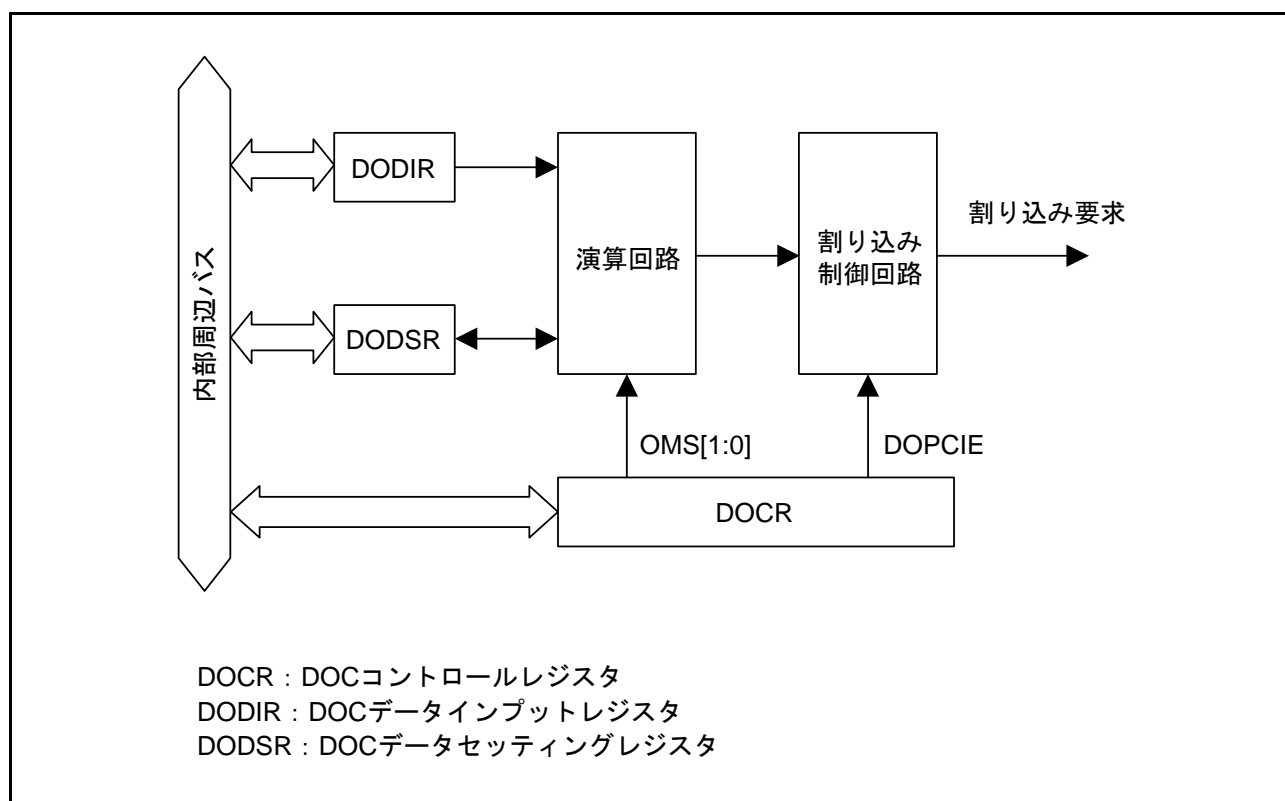 内部周辺バス
DODIR
DODSR
演算回路
割り込み
制御回路
割り込み要求
OMS[1:0]
DOPCIE
DOCR
DOCR：DOCコントロールレジスタ
DODIR：DOCデータインプットレジスタ
DODSR：DOCデータセッティングレジスタ